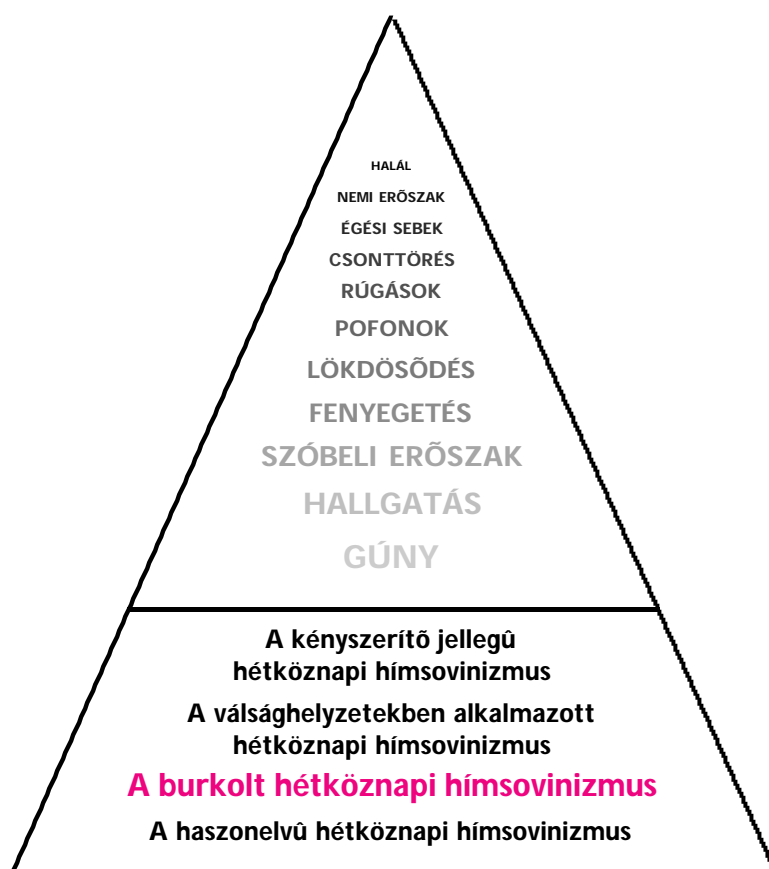 HALÁL
NEMI ERÕSZAK
ÉGÉSI SEBEK
CSONTTÖRÉS
RÚGÁSOK
POFONOK
LÖKDÖSÕDÉS
FENYEGETÉS
SZÓBELI ERÕSZAK
HALLGATÁS
GÚNY
A kényszerítõ jellegû
hétköznapi hímsovinizmus
A válsághelyzetekben alkalmazott
hétköznapi hímsovinizmus
A burkolt hétköznapi hímsovinizmus
A haszonelvû hétköznapi hímsovinizmus